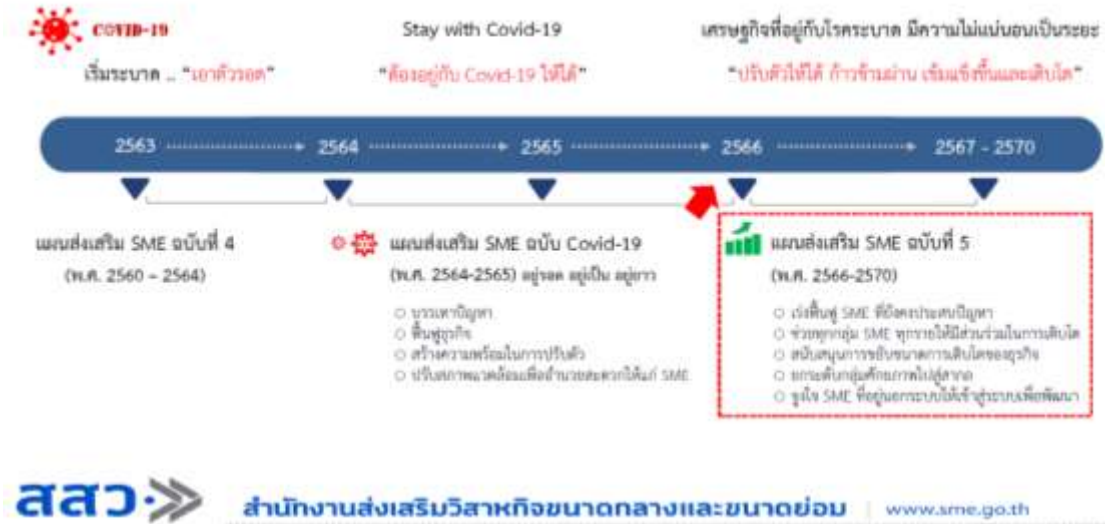 COVID-19
Stay with Covid-19
เศรษฐกิจที่อยู่กับโรคระบาด มีความไม่แน่นอนเป็นระยะ
เริ่มระบาด .. "เอาตัวรอด"
"ต้องอยู่กับ Covid-19 ให้ได้"
"ปรับตัวให้ได้ ก้าวข้ามผ่าน เข้มแข็งขึ้นและเติบโต"
2563 2564 2565 2566 2567 - 2570
แผนส่งเสริม SME ฉบับที่ 4
(พ.ศ. 2560 – 2564)
แผนส่งเสริม SME ฉบับ Covid-19
(พ.ศ. 2564-2565) อยู่รอด อยู่เป็น อยู่ยาว
○ บรรเทาปัญหา
○ ฟื้นฟูธุรกิจ
○ สร้างความพร้อมในการปรับตัว
○ ปรับสภาพแวดล้อมเพื่ออำนวยสะดวกให้แก่ SME
แผนส่งเสริม SME ฉบับที่ 5
(พ.ศ. 2566-2570)
○ เร่งฟื้นฟู SME ที่ยังคงประสบปัญหา
○ ช่วยทุกกลุ่ม SME ทุกรายให้มีส่วนร่วมในการเติบโต
○ สนับสนุนการขยับขนาดการเติบโตของธุรกิจ
○ ยกระดับกลุ่มศักยภาพไปสู่สากล
○ จูงใจ SME ที่อยู่นอกระบบให้เข้าสู่ระบบเพื่อพัฒนา
สสว
สำนักงานส่งเสริมวิสาหกิจขนาดกลางและขนาดย่อม | www.sme.go.th